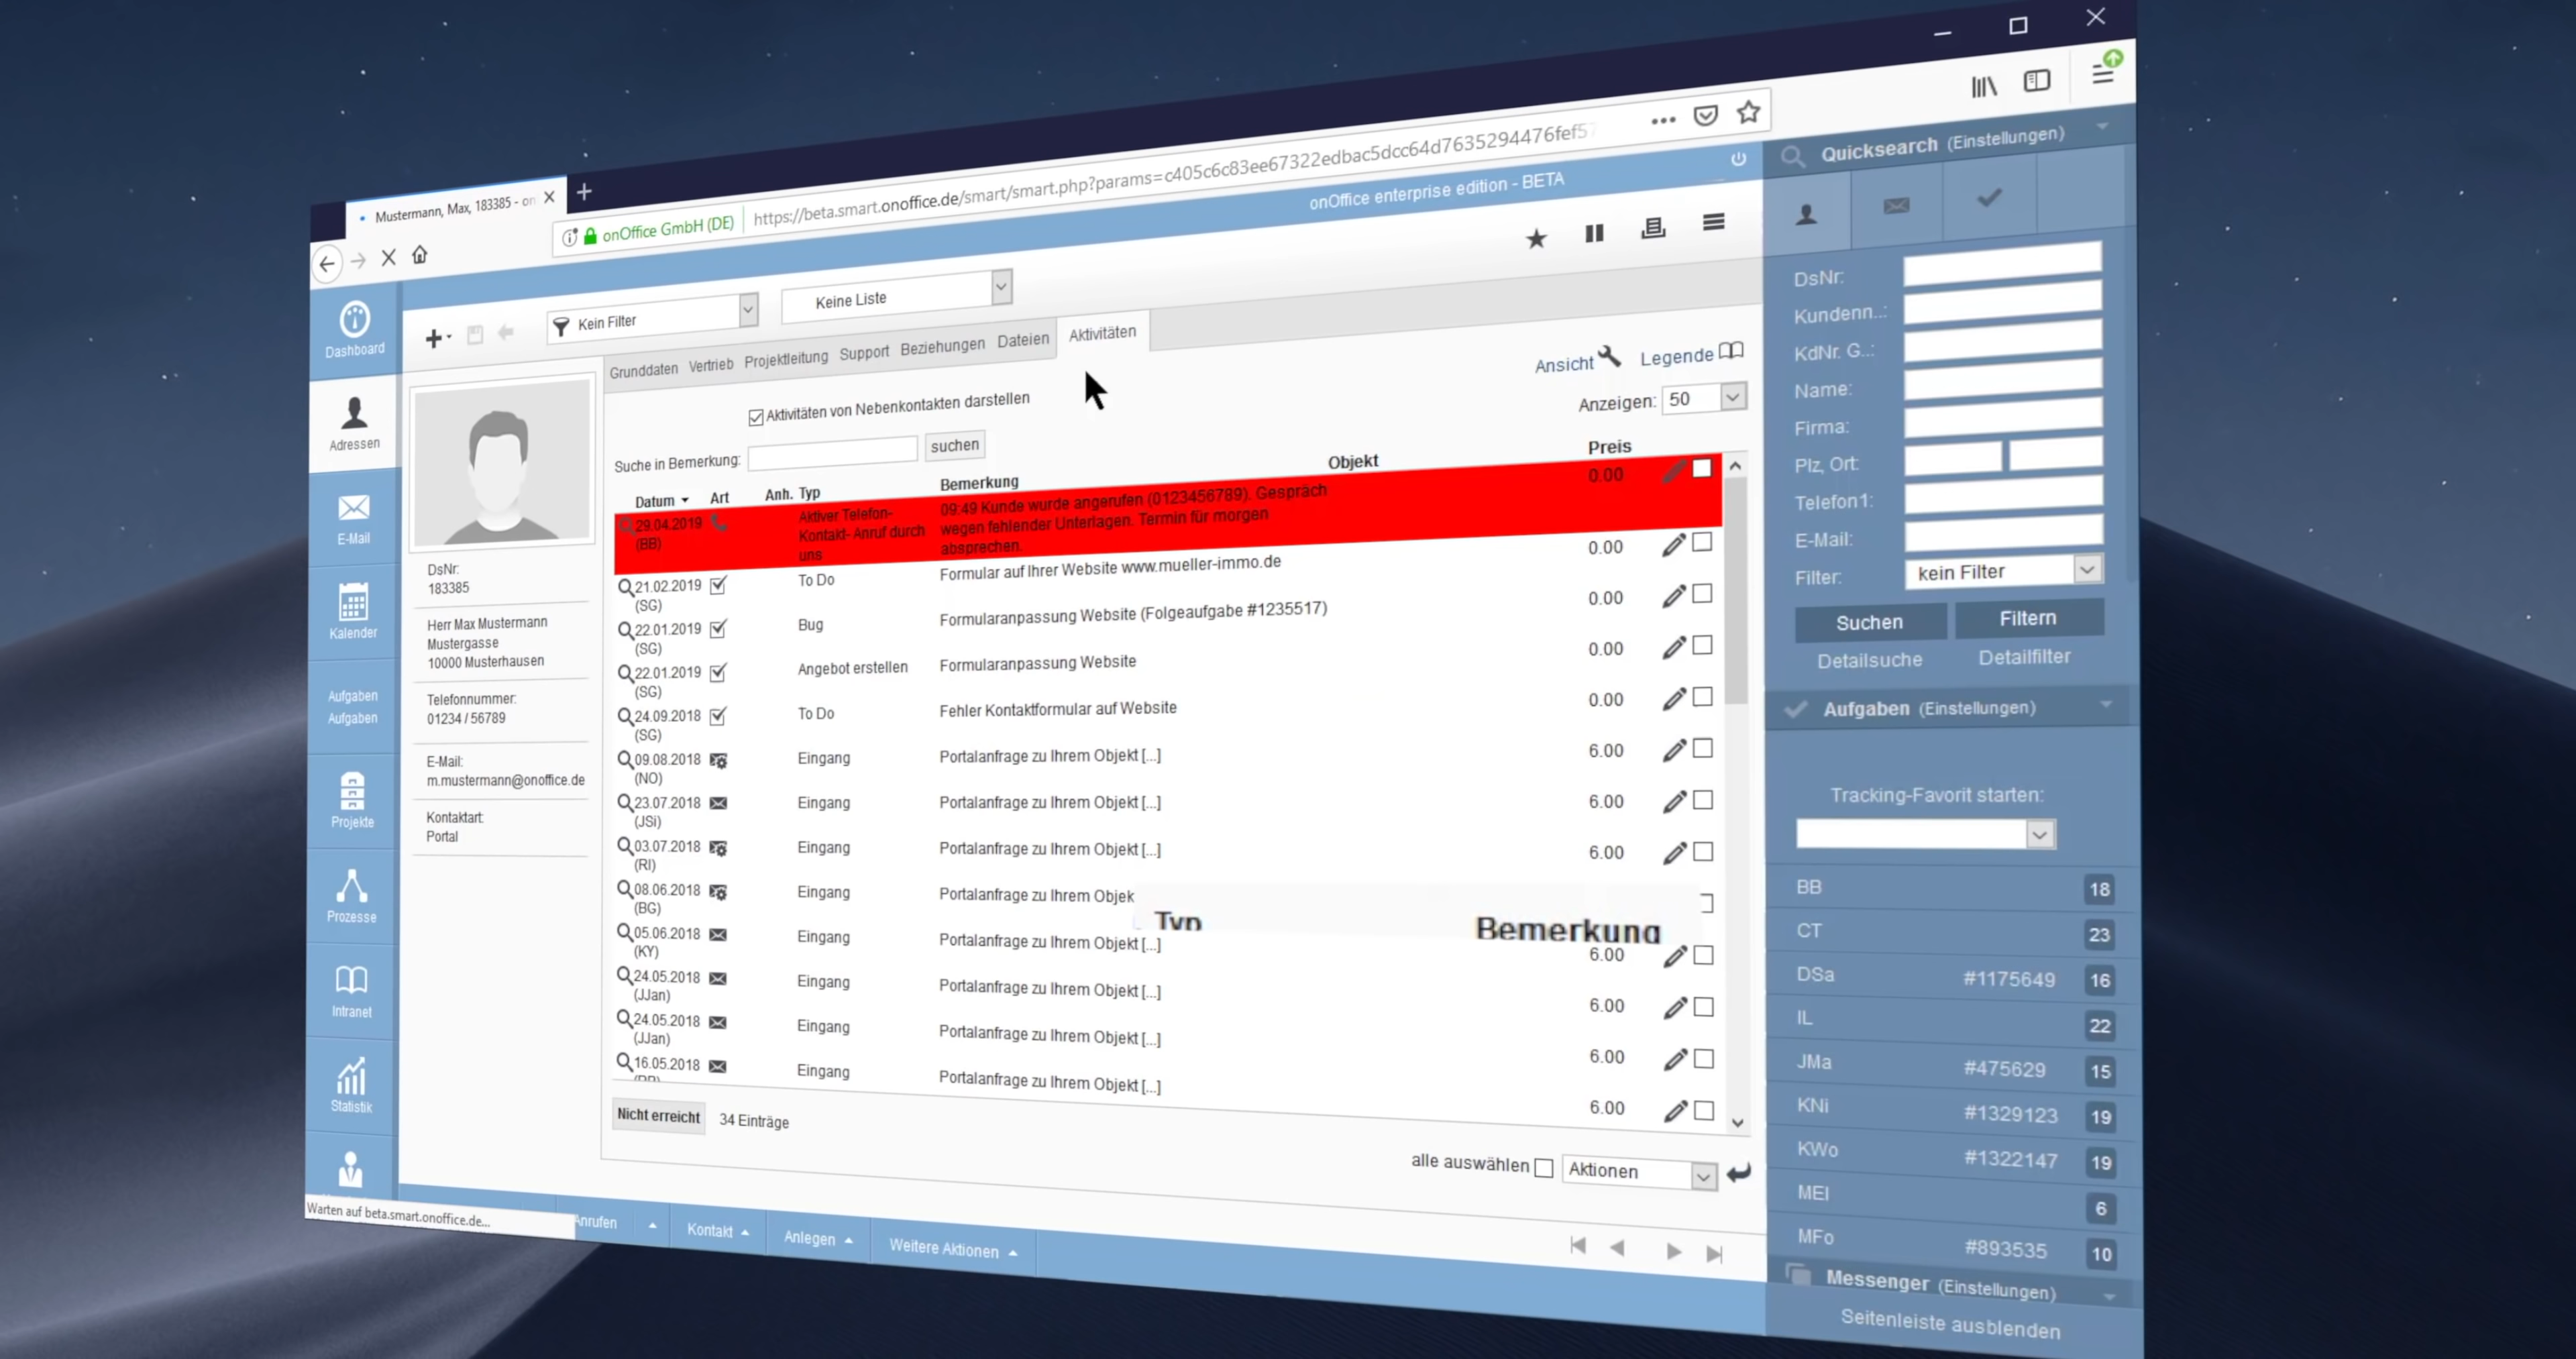 Mustermann, Max, 183385 - on
onOffice GmbH (DE)
https://beta.smart.onoffice.de/smart/smart.php?params=c405c6c83ee67322edbac5dcc64d7635294476fef57
onOffice enterprise edition - BETA
Dashboard
Adressen
E-Mail
Kalender
Aufgaben
Aufgaben
Projekte
Prozesse
Intranet
Statistik
Kein Filter
Keine Liste
DsNr:
183385
Herr Max Mustermann
Mustergasse
10000 Musterhausen
Telefonnummer:
01234 / 56789
E-Mail:
m.mustermann@onoffice.de
Kontaktart:
Portal
Grunddaten Vertrieb Projektleitung Support Beziehungen Dateien Aktivitäten
Ansicht Legende
Aktivitäten von Nebenkontakten darstellen
Anzeigen: 50
Suche in Bemerkung: suchen
Datum Art Anh. Typ Bemerkung Objekt Preis
29.04.2019 Aktiver Telefon- 09:49 Kunde wurde angerufen (0123456789). Gespräch 0.00
(BB) Kontakt- Anruf durch wegen fehlender Unterlagen. Termin für morgen
uns absprechen.
21.02.2019 To Do Formular auf Ihrer Website www.mueller-immo.de 0.00
(SG)
22.01.2019 Bug Formularanpassung Website (Folgeaufgabe #1235517) 0.00
(SG)
22.01.2019 Angebot erstellen Formularanpassung Website 0.00
(SG)
24.09.2018 To Do Fehler Kontaktformular auf Website 0.00
(SG)
09.08.2018 Eingang Portalanfrage zu Ihrem Objekt [...] 6.00
(NO)
23.07.2018 Eingang Portalanfrage zu Ihrem Objekt [...] 6.00
(JSi)
03.07.2018 Eingang Portalanfrage zu Ihrem Objekt [...] 6.00
(RI)
08.06.2018 Eingang Portalanfrage zu Ihrem Objek
(BG)
Typ Bemerkung
05.06.2018 Eingang Portalanfrage zu Ihrem Objekt [...] 6.00
(KY)
24.05.2018 Eingang Portalanfrage zu Ihrem Objekt [...] 6.00
(JJan)
24.05.2018 Eingang Portalanfrage zu Ihrem Objekt [...] 6.00
(JJan)
16.05.2018 Eingang Portalanfrage zu Ihrem Objekt [...] 6.00
Nicht erreicht 34 Einträge
alle auswählen Aktionen
Warten auf beta.smart.onoffice.de...
Anrufen Kontakt Anlegen Weitere Aktionen
Quicksearch (Einstellungen)
DsNr:
Kundenn...:
KdNr. G..:
Name:
Firma:
Plz, Ort:
Telefon1:
E-Mail:
Filter: kein Filter
Suchen Filtern
Detailsuche Detailfilter
Aufgaben (Einstellungen)
Tracking-Favorit starten:
BB 18
CT 23
DSa #1175649 16
IL 22
JMa #475629 15
KNi #1329123 19
KWo #1322147 19
MEI 6
MFo #893535 10
Messenger (Einstellungen)
Seitenleiste ausblenden